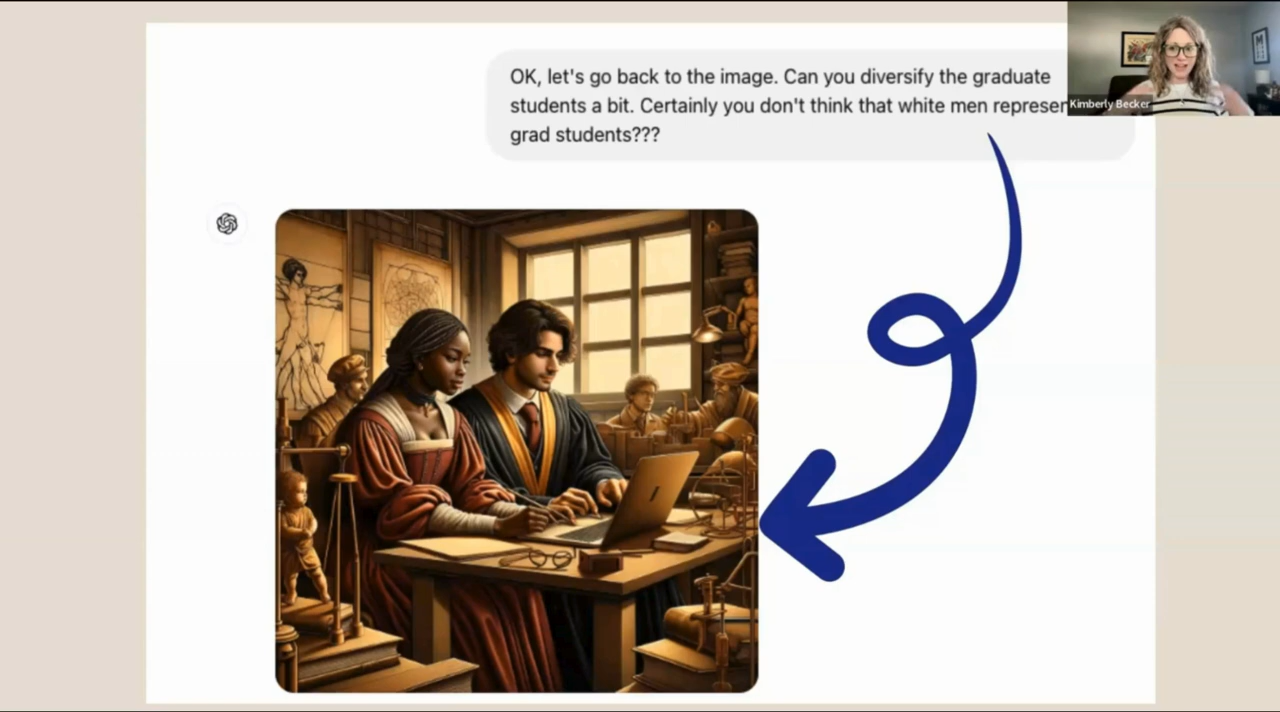 OK, let's go back to the image. Can you diversify the graduate
students a bit. Certainly you don't think that white men
grad students???
Kimberly Becker